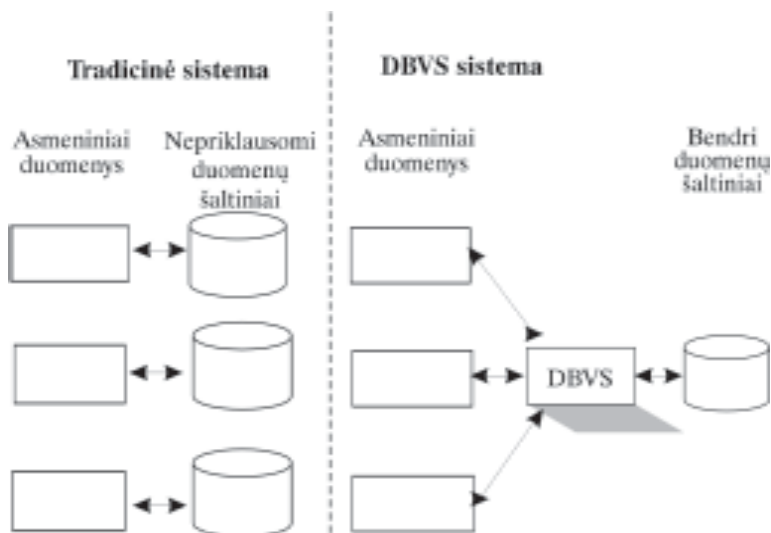 Tradicinė sistema
Asmeniniai
duomenys
Nepriklausomi
duomenų
šaltiniai
DBVS sistema
Asmeniniai
duomenys
Bendri
duomenų
šaltiniai
DBVS